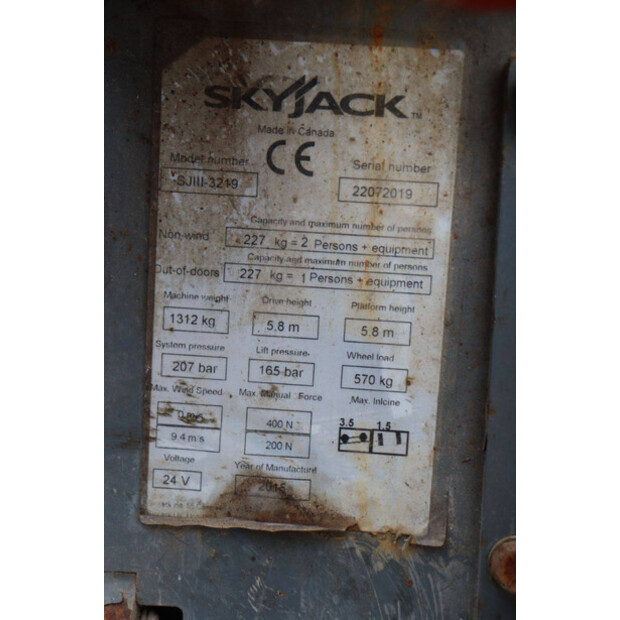 SKYJACK™
Made in Canada
CE
Model number Serial number
SJIII-3219 22072019
Capacity and maximum number of persons
Non-wind 227 kg = 2 Persons + equipment
Capacity and maximum number of persons
Out-of-doors 227 kg = 1 Persons + equipment
Machine weight Drive height Platform height
1312 kg 5,8 m 5,8 m
System pressure Lift pressure Wheel load
207 bar 165 bar 570 kg
Max. Wind Speed Max. Manual Force Max. Inlcine
0 m/s 400 N 3.5 1.5
9.4 m/s 200 N
Voltage Year of Manufacture
24 V 2015